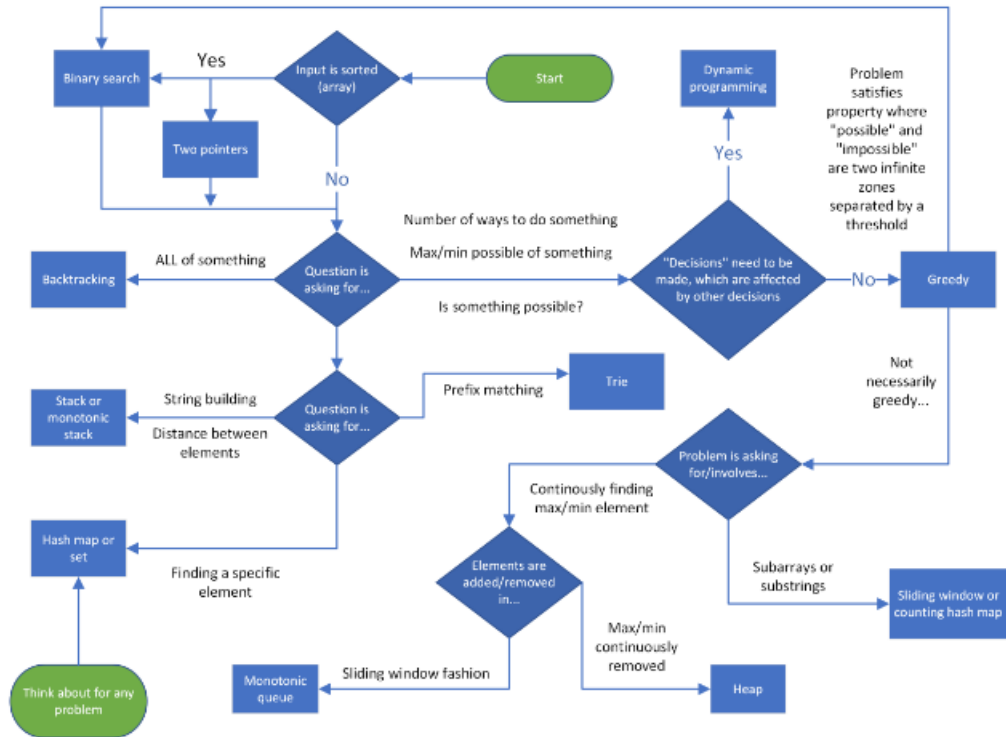 Yes
Input is sorted
(array)
Start
Binary search
Two pointers
No
Dynamic
programming
Yes
Problem
satisfies
property where
"possible" and
"impossible"
are two infinite
zones
separated by a
threshold
Number of ways to do something
Max/min possible of something
Is something possible?
ALL of something
Backtracking
Question is
asking for...
"Decisions" need to be
made, which are affected
by other decisions
No
Greedy
Not
necessarily
greedy...
Stack or
monotonic
stack
String building
Distance between
elements
Question is
asking for...
Prefix matching
Trie
Problem is asking
for/involves...
Continously finding
max/min element
Hash map or
set
Finding a specific
element
Elements are
added/removed
in...
Subarrays or
substrings
Sliding window or
counting hash map
Max/min
continuously
removed
Think about for any
problem
Monotonic
queue
Sliding window fashion
Heap